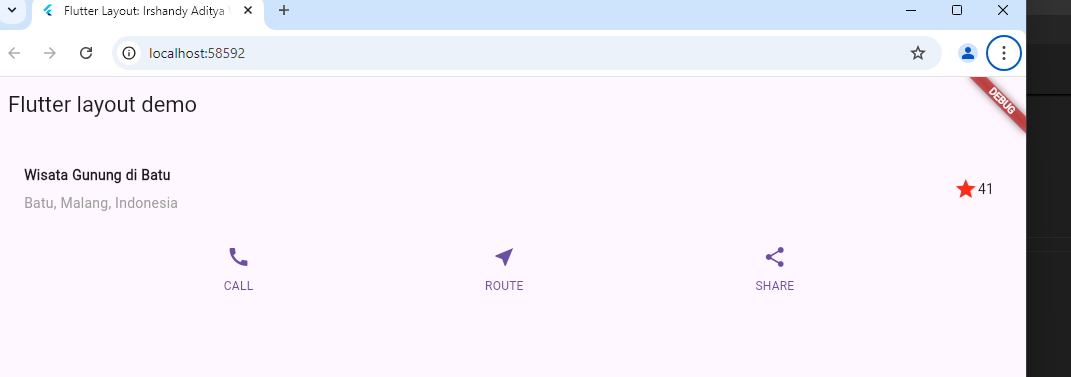 Flutter Layout: Irshandy Aditya
localhost:58592
Flutter layout demo
DEBUG
Wisata Gunung di Batu
Batu, Malang, Indonesia
41
CALL
ROUTE
SHARE